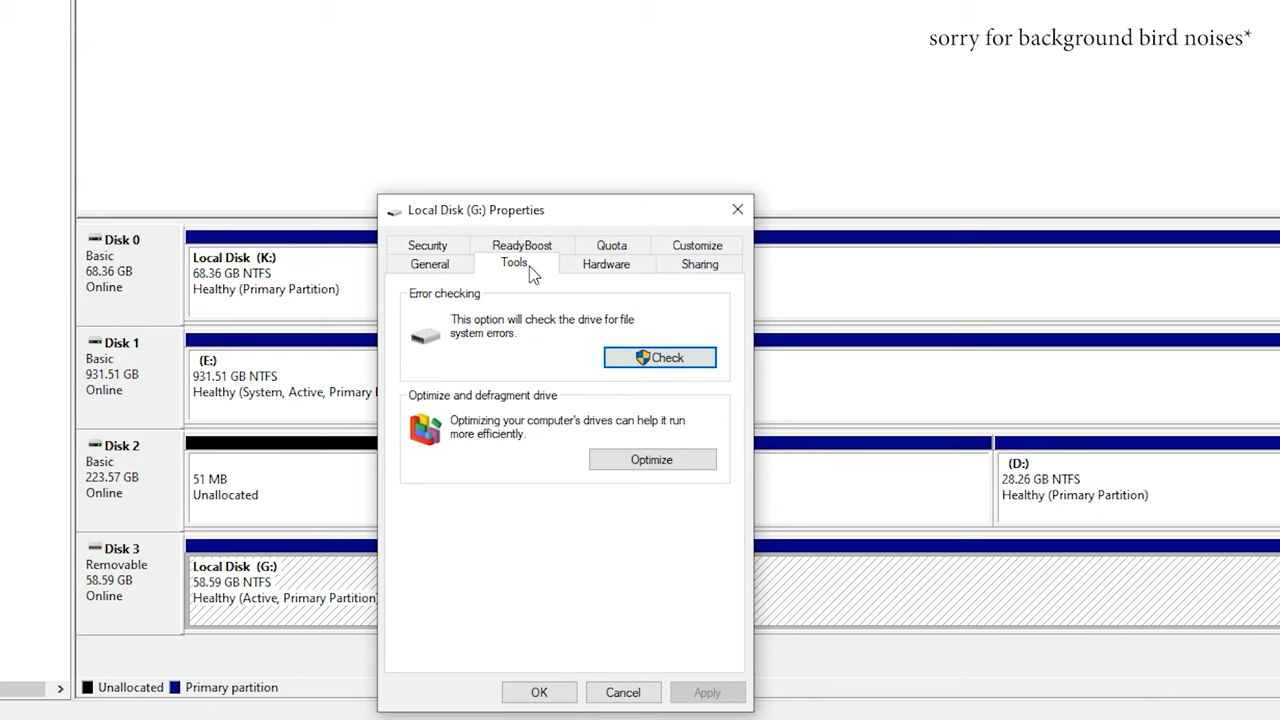 sorry for background bird noises*
Disk 0
Basic
68.36 GB
Online
Local Disk (K:)
68.36 GB NTFS
Healthy (Primary Partition)
Disk 1
Basic
931.51 GB
Online
(E:)
931.51 GB NTFS
Healthy (System, Active, Primary
Disk 2
Basic
223.57 GB
Online
51 MB
Unallocated
(D:)
28.26 GB NTFS
Healthy (Primary Partition)
Disk 3
Removable
58.59 GB
Online
Local Disk (G:)
58.59 GB NTFS
Healthy (Active, Primary Partition)
Unallocated Primary partition
Local Disk (G:) Properties
Security ReadyBoost Quota Customize
General Tools Hardware Sharing
Error checking
This option will check the drive for file
system errors.
Check
Optimize and defragment drive
Optimizing your computer's drives can help it run
more efficiently.
Optimize
OK Cancel Apply